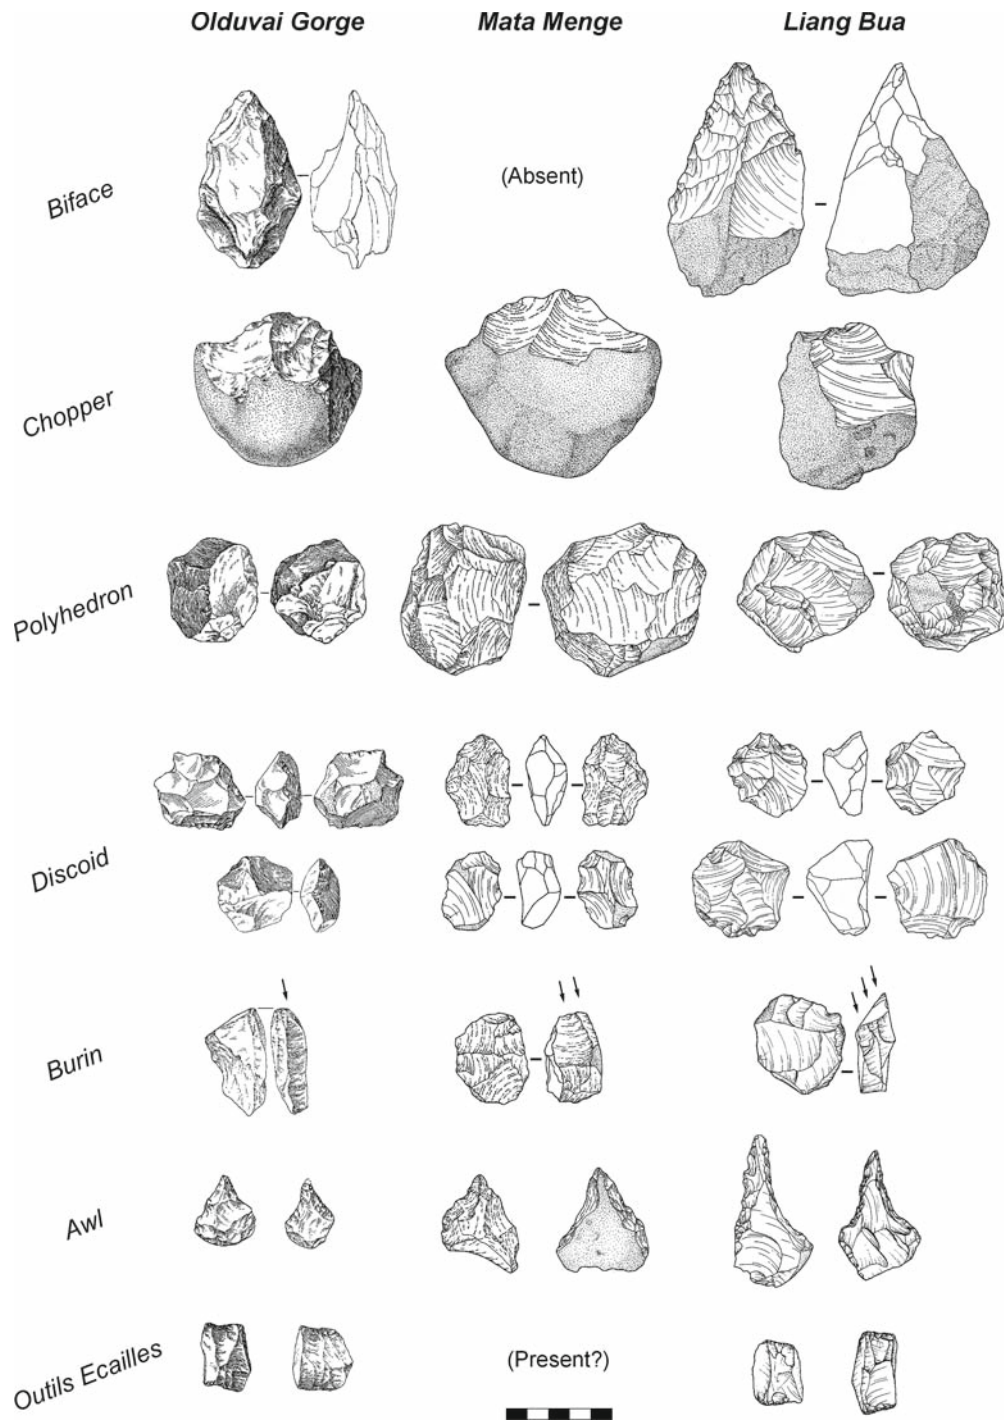 Olduvai Gorge Mata Menge Liang Bua
Biface
(Absent)
Chopper
Polyhedron
Discoid
Burin
Awl
Outils Ecailles
(Present?)